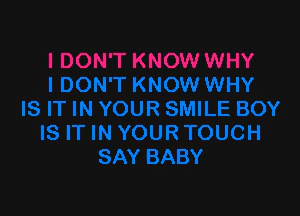 I DON'T KNOW WHY
I DON'T KNOW WHY
IS IT IN YOUR SMILE BOY
IS IT IN YOUR TOUCH
SAY BABY